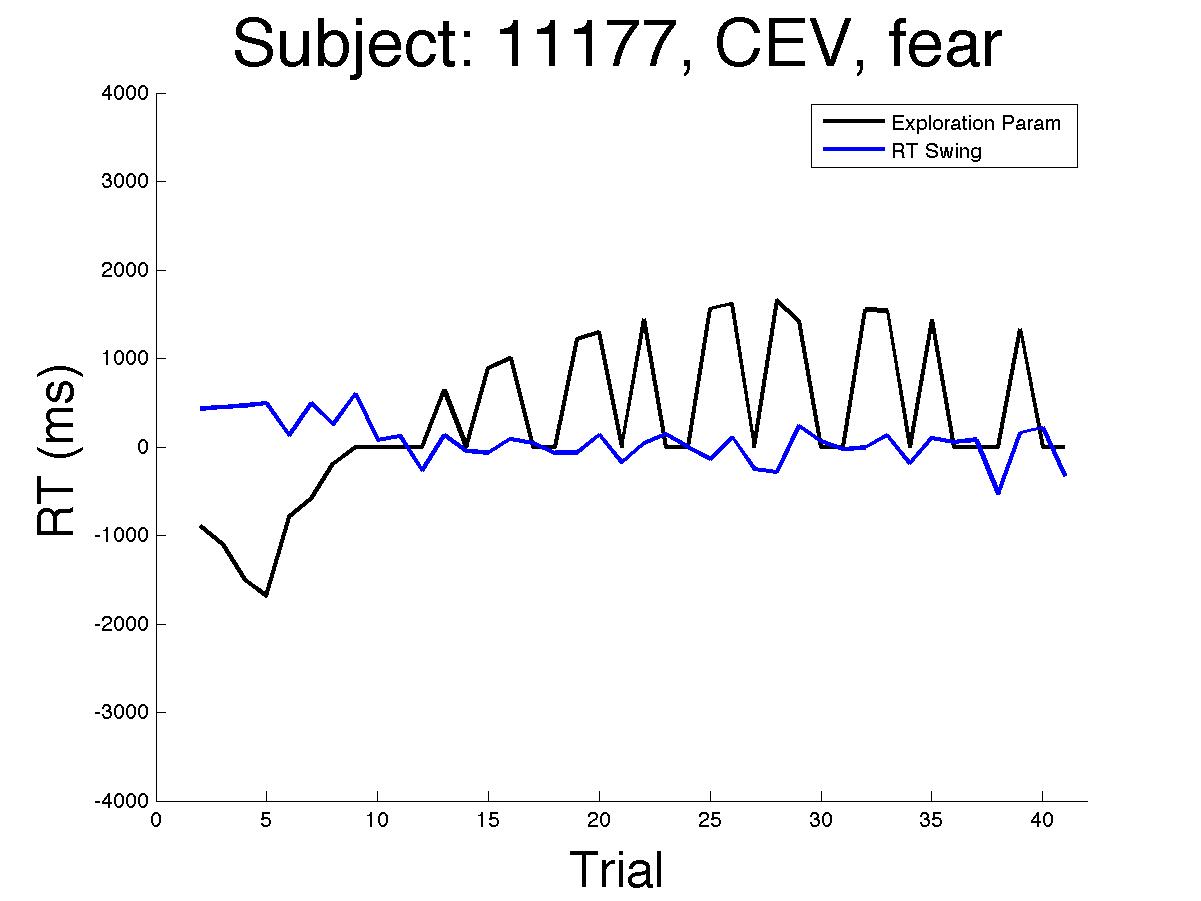 Subject: 11177, CEV, fear
4000
3000
2000
1000
0
-1000
-2000
-3000
-4000
RT (ms)
Exploration Param
RT Swing
0 5 10 15 20 25 30 35 40
Trial